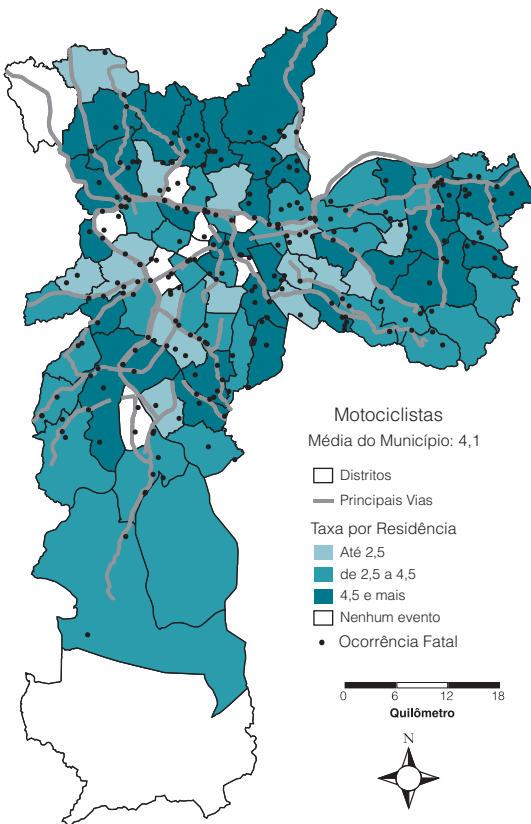 Motociclistas
Média do Município: 4,1
Distritos
Principais Vias
Taxa por Residência
Até 2,5
de 2,5 a 4,5
4,5 e mais
Nenhum evento
Ocorrência Fatal
0 6 12 18
Quilômetro
N